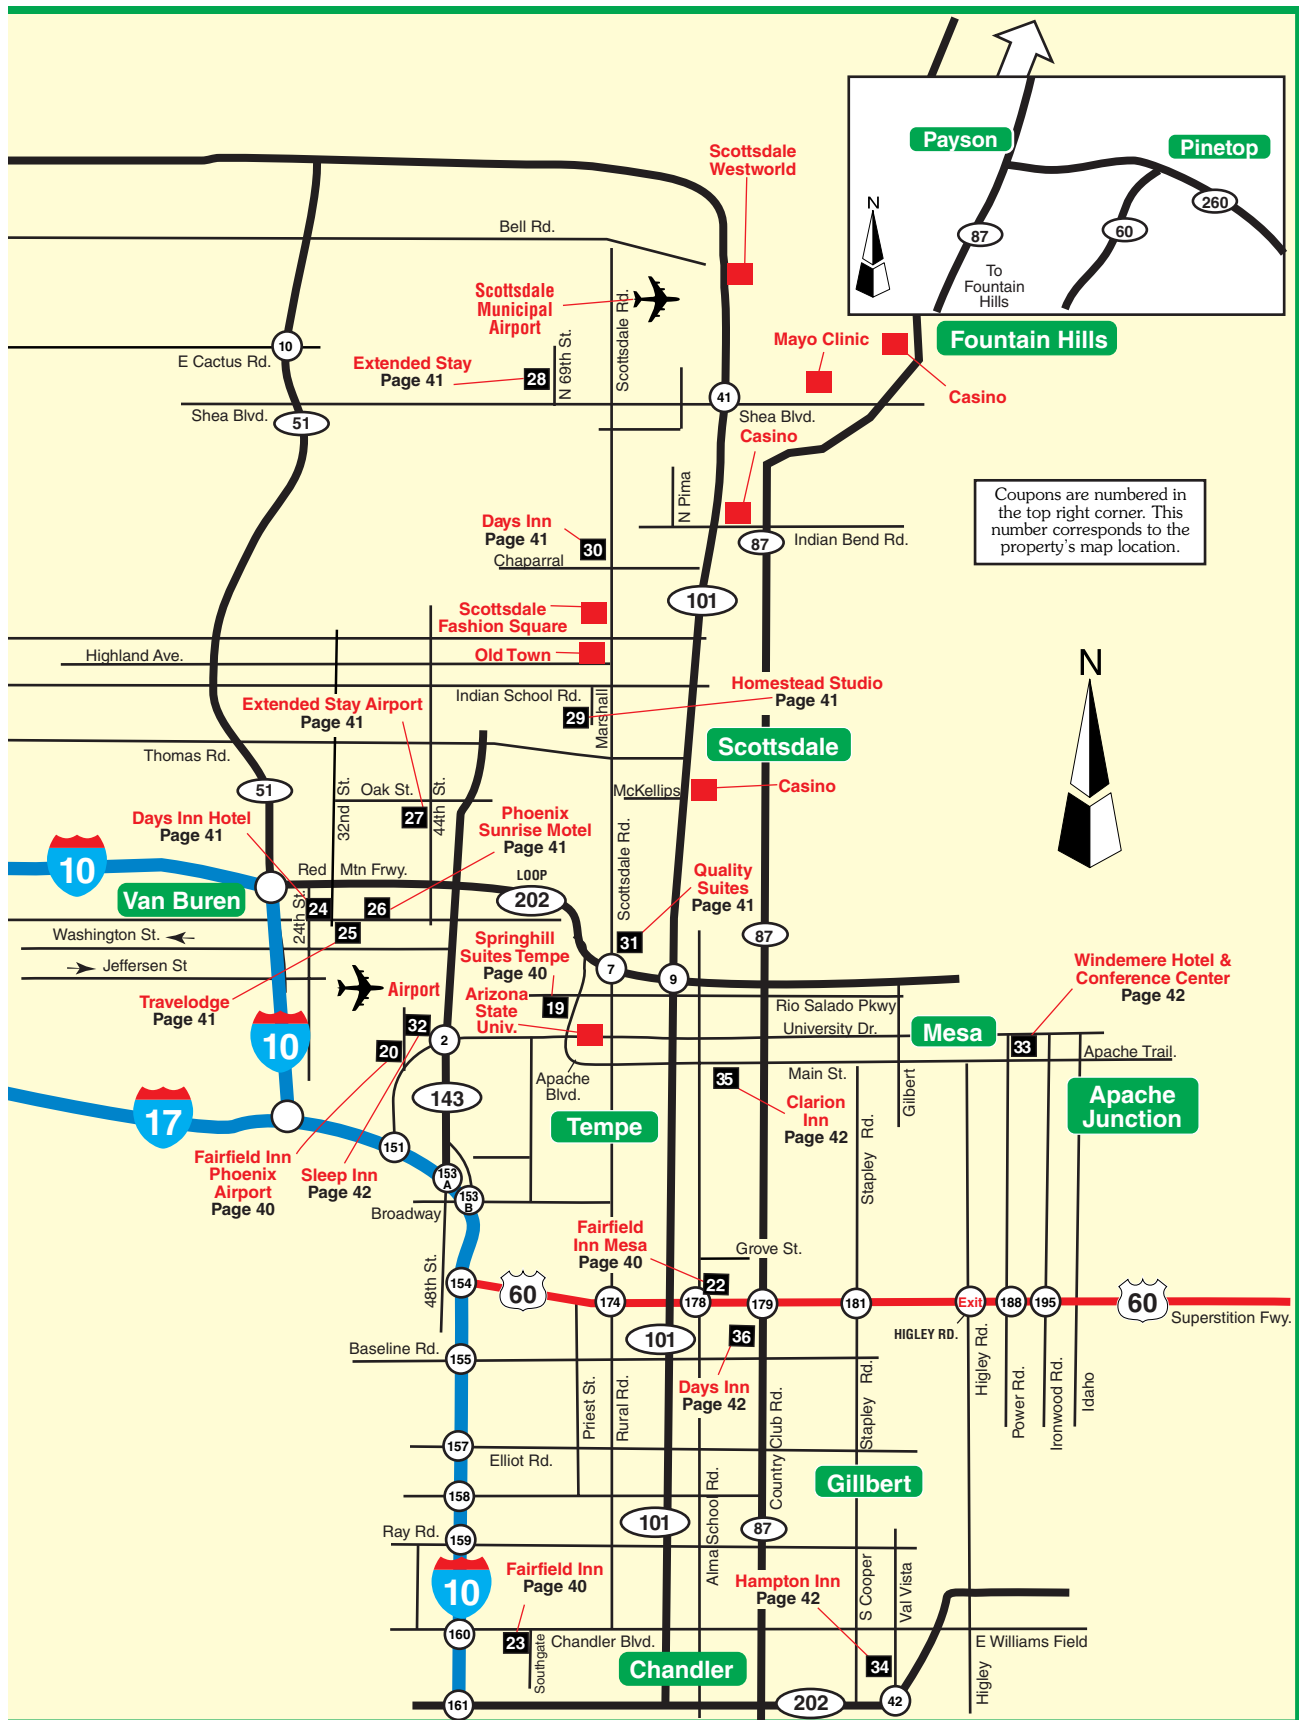 Scottsdale
Westworld
Payson
Pinetop
N
260
60
87
To
Fountain
Hills
Bell Rd.
Scottsdale
Municipal
Airport
Scottsdale Rd.
N 69th St.
Fountain Hills
Mayo Clinic
Casino
10
E Cactus Rd.
Extended Stay
Page 41
28
41
Shea Blvd.
Shea Blvd.
51
Casino
N Pima
Coupons are numbered in
the top right corner. This
number corresponds to the
property's map location.
Days Inn
Page 41
30
Chaparral
87
Indian Bend Rd.
101
Scottsdale
Fashion Square
Old Town
Highland Ave.
N
Indian School Rd.
Marshall
29
Homestead Studio
Page 41
Extended Stay Airport
Page 41
Scottsdale
Thomas Rd.
51
32nd St.
Oak St.
44th St.
27
McKellips
Casino
Days Inn Hotel
Page 41
Phoenix
Sunrise Motel
Page 41
Scottsdale Rd.
10
Red Mtn Frwy.
LOOP
202
Quality
Suites
Page 41
Van Buren
24th St.
24
26
25
Washington St.
Jeffersen St
31
87
Springhill
Suites Tempe
Page 40
7
9
Windemere Hotel &
Conference Center
Page 42
Travelodge
Page 41
Airport
Arizona
State
Univ.
19
Rio Salado Pkwy
University Dr.
Mesa
33
Apache Trail.
10
32
20
2
Apache
Blvd.
35
Main St.
Gilbert
Clarion
Inn
Page 42
Stapley Rd.
Apache
Junction
17
143
Tempe
151
153
A
153
B
Fairfield Inn
Phoenix
Airport
Page 40
Sleep Inn
Page 42
Broadway
48th St.
Fairfield
Inn Mesa
Page 40
Grove St.
22
154
60
174
178
179
181
Exit
188
195
60
Superstition Fwy.
HIGLEY RD.
101
36
Baseline Rd.
155
Days Inn
Page 42
Priest St.
Rural Rd.
Country Club Rd.
Stapley Rd.
Higley Rd.
Power Rd.
Ironwood Rd.
Idaho
157
Elliot Rd.
Gillbert
158
Alma School Rd.
101
87
Ray Rd.
159
10
Fairfield Inn
Page 40
Hampton Inn
Page 42
S Cooper
Val Vista
160
23
Southgate
Chandler Blvd.
E Williams Field
Chandler
34
Higley
161
202
42